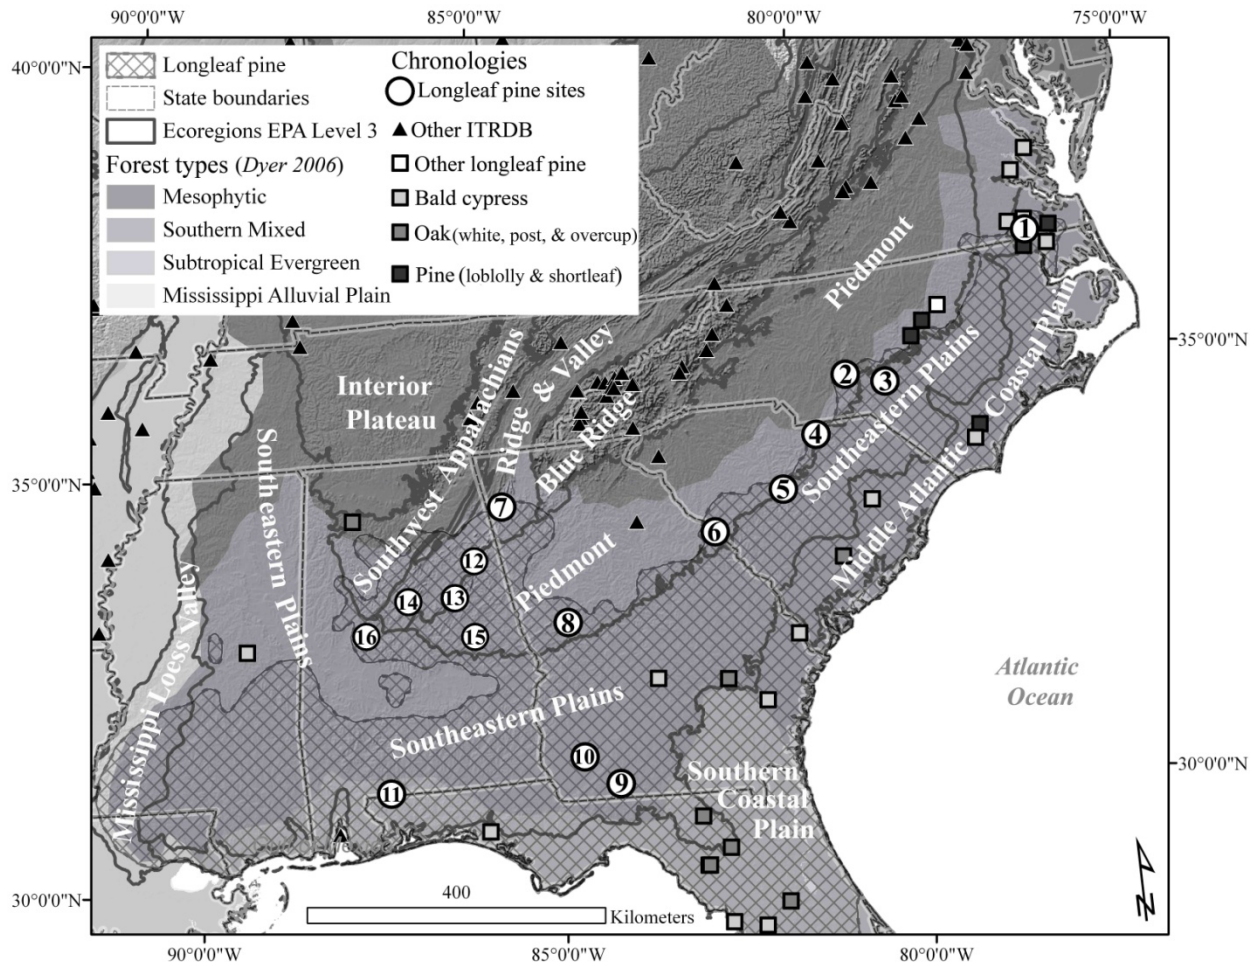 90°0'0"W
85°0'0"W
80°0'0"W
75°0'0"W
40°0'0"N
Longleaf pine
State boundaries
Ecoregions EPA Level 3
Forest types (Dyer 2006)
Mesophytic
Southern Mixed
Subtropical Evergreen
Mississippi Alluvial Plain
Chronologies
Longleaf pine sites
Other ITRDB
Other longleaf pine
Bald cypress
Oak (white, post, & overcup)
Pine (loblolly & shortleaf)
Piedmont
1
35°0'0"N
Interior
Plateau
Southwest Appalachians
Ridge & Valley
Blue Ridge
2
3
4
Southeastern Plains
Middle Atlantic Coastal Plain
35°0'0"N
Southeastern Plains
7
5
6
12
Piedmont
13
14
8
15
16
Mississippi Loess Valley
Atlantic
Ocean
Southeastern Plains
10
9
11
Southern
Coastal
Plain
30°0'0"N
30°0'0"N
400
Kilometers
N
90°0'0"W
85°0'0"W
80°0'0"W